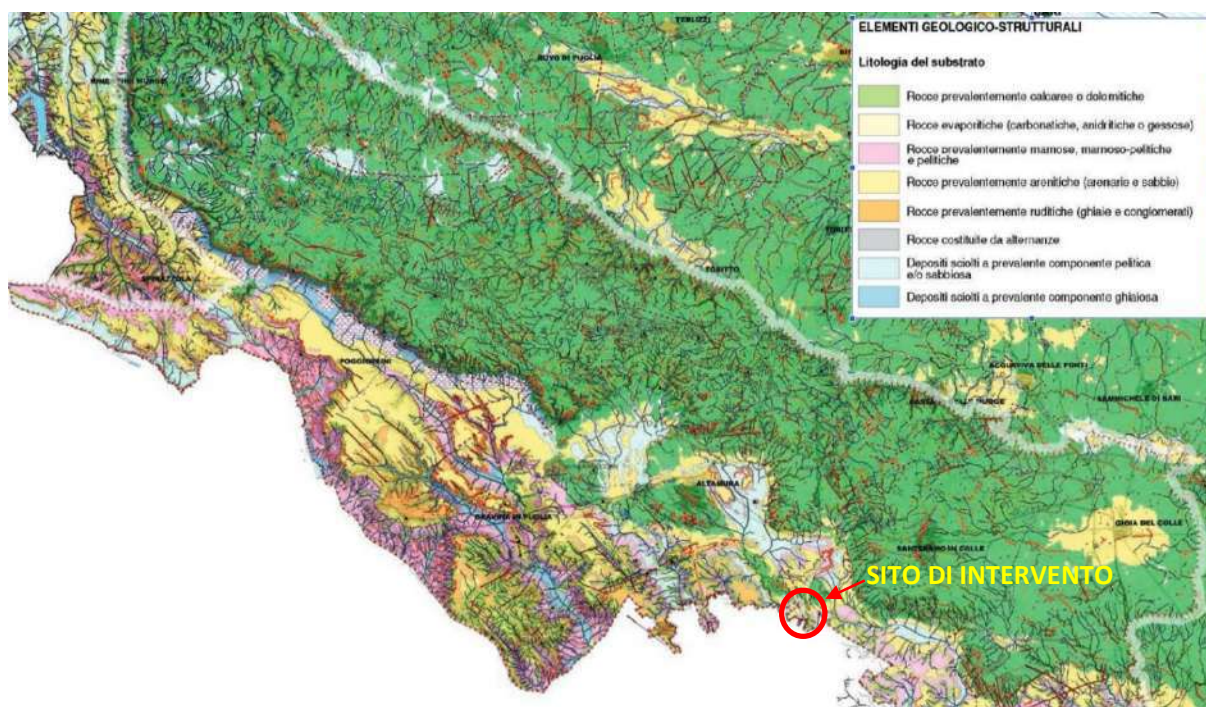 TERLIZZI
RUVO DI PUGLIA
ELEMENTI GEOLOGICO-STRUTTURALI
Litologia del substrato
Rocce prevalentemente calcaree o dolomitiche
Rocce evaporitiche (carbonatiche, anidritiche o gessose)
Rocce prevalentemente marnose, marnoso-pelitiche
e pelitiche
Rocce prevalentemente arenitiche (arenarie e sabbie)
Rocce prevalentemente ruditiche (ghiaie e conglomerati)
Rocce costituite da alternanze
Depositi sciolti a prevalente componente pelitica
e/o sabbiosa
Depositi sciolti a prevalente componente ghiaiosa
TORITTO
POGGIORSINI
ACQUAVIVA DELLE FONTI
SAMMICHELE DI BARI
ALTAMURA
GRAVINA IN PUGLIA
GIOIA DEL COLLE
SANTERAMO IN COLLE
SITO DI INTERVENTO